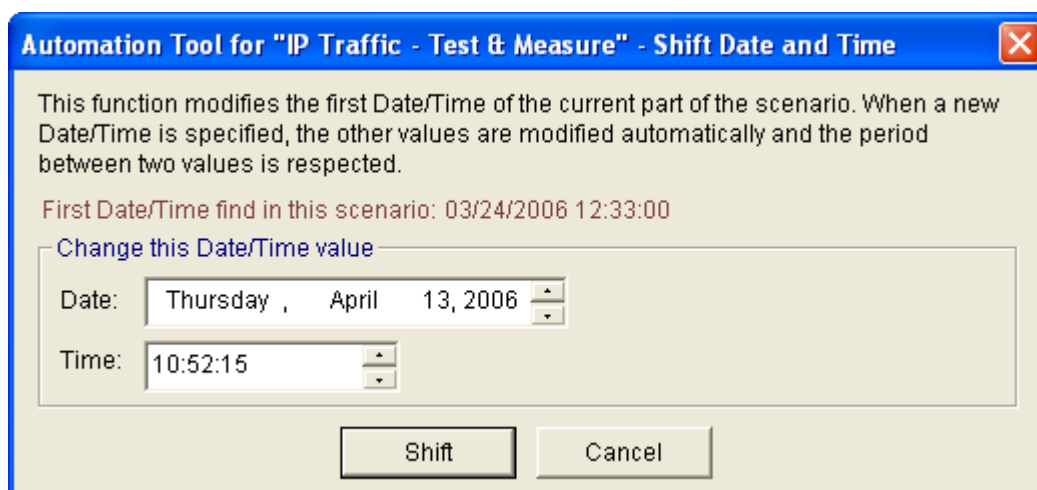 Automation Tool for "IP Traffic - Test & Measure" - Shift Date and Time
This function modifies the first Date/Time of the current part of the scenario. When a new
Date/Time is specified, the other values are modified automatically and the period
between two values is respected.
First Date/Time find in this scenario: 03/24/2006 12:33:00
Change this Date/Time value
Date: Thursday , April 13, 2006
Time: 10:52:15
Shift Cancel